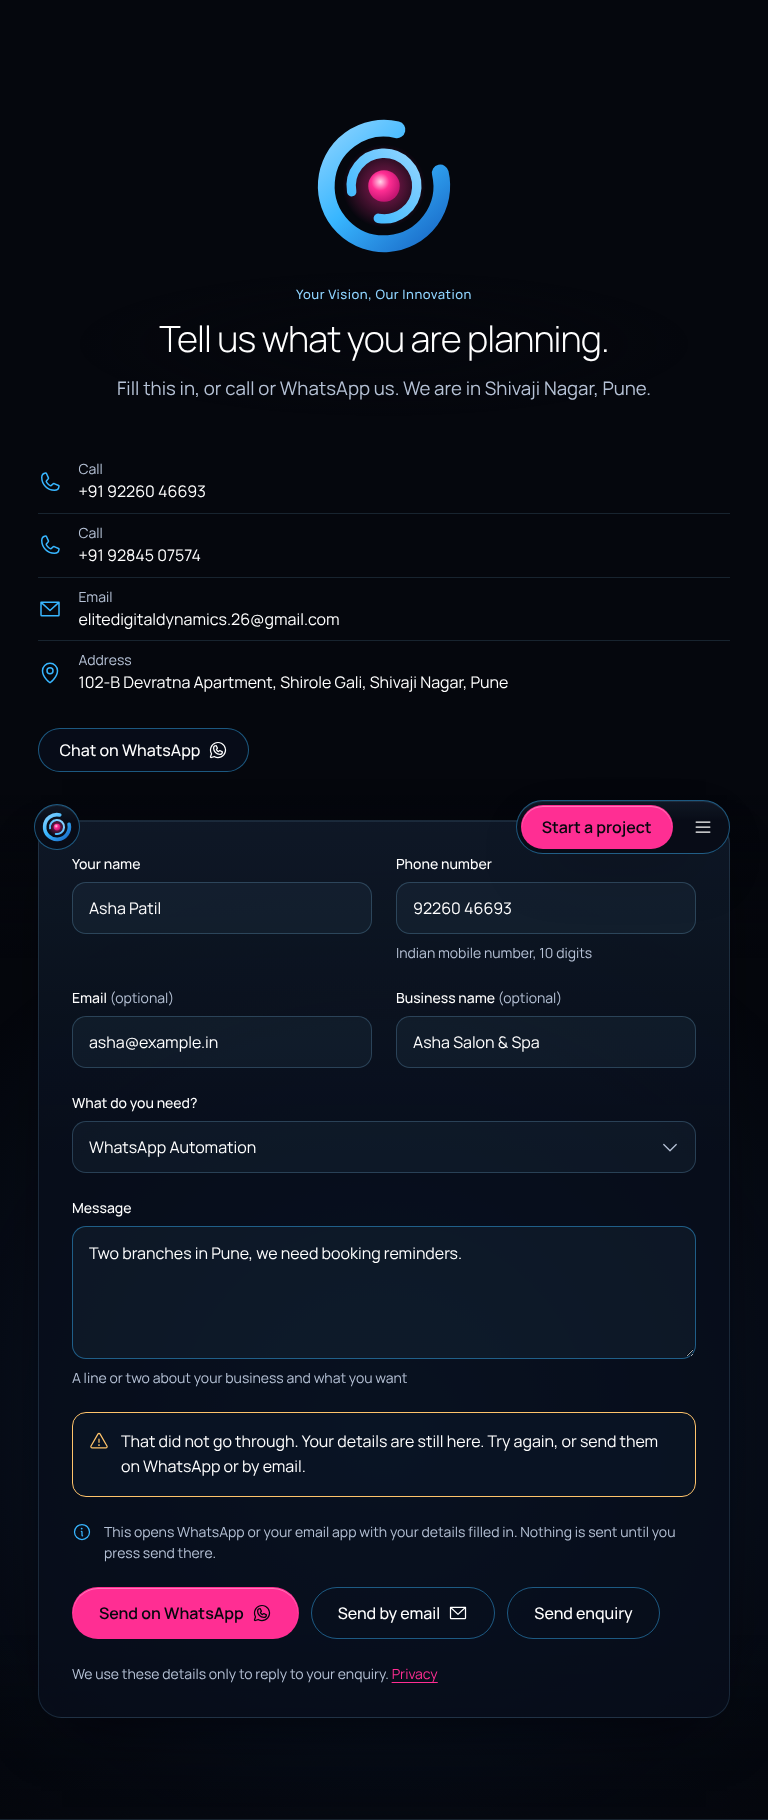 Your Vision, Our Innovation
Tell us what you are planning.
Fill this in, or call or WhatsApp us. We are in Shivaji Nagar, Pune.
Call
+91 92260 46693
Call
+91 92845 07574
Email
elitedigitaldynamics.26@gmail.com
Address
102-B Devratna Apartment, Shirole Gali, Shivaji Nagar, Pune
Chat on WhatsApp
Start a project
Your name
Phone number
Asha Patil
92260 46693
Indian mobile number, 10 digits
Email (optional)
Business name (optional)
asha@example.in
Asha Salon & Spa
What do you need?
WhatsApp Automation
Message
Two branches in Pune, we need booking reminders.
A line or two about your business and what you want
That did not go through. Your details are still here. Try again, or send them
on WhatsApp or by email.
This opens WhatsApp or your email app with your details filled in. Nothing is sent until you
press send there.
Send on WhatsApp
Send by email
Send enquiry
We use these details only to reply to your enquiry. Privacy